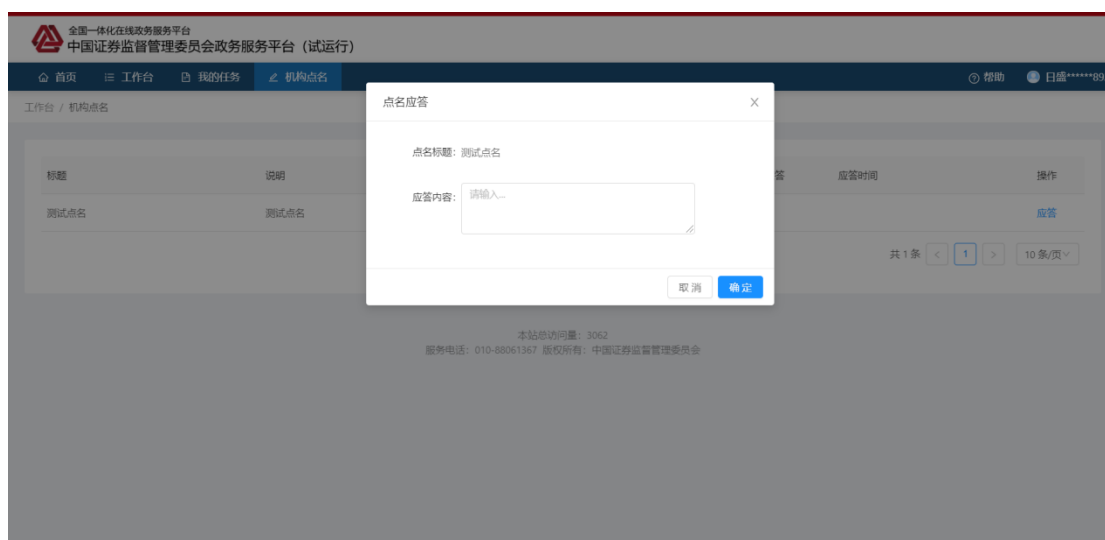 全国一体化在线政务服务平台
中国证券监督管理委员会政务服务平台（试运行）
首页 工作台 我的任务 机构点名 帮助 日盛******89
工作台 / 机构点名
点名应答 X
点名标题：测试点名
标题 说明 答 应答时间 操作
应答内容：请输入...
测试点名 测试点名 应答
共1条 < 1 > 10条/页
取消 确定
本站总访问量：3062
服务电话：010-88061367 版权所有：中国证券监督管理委员会